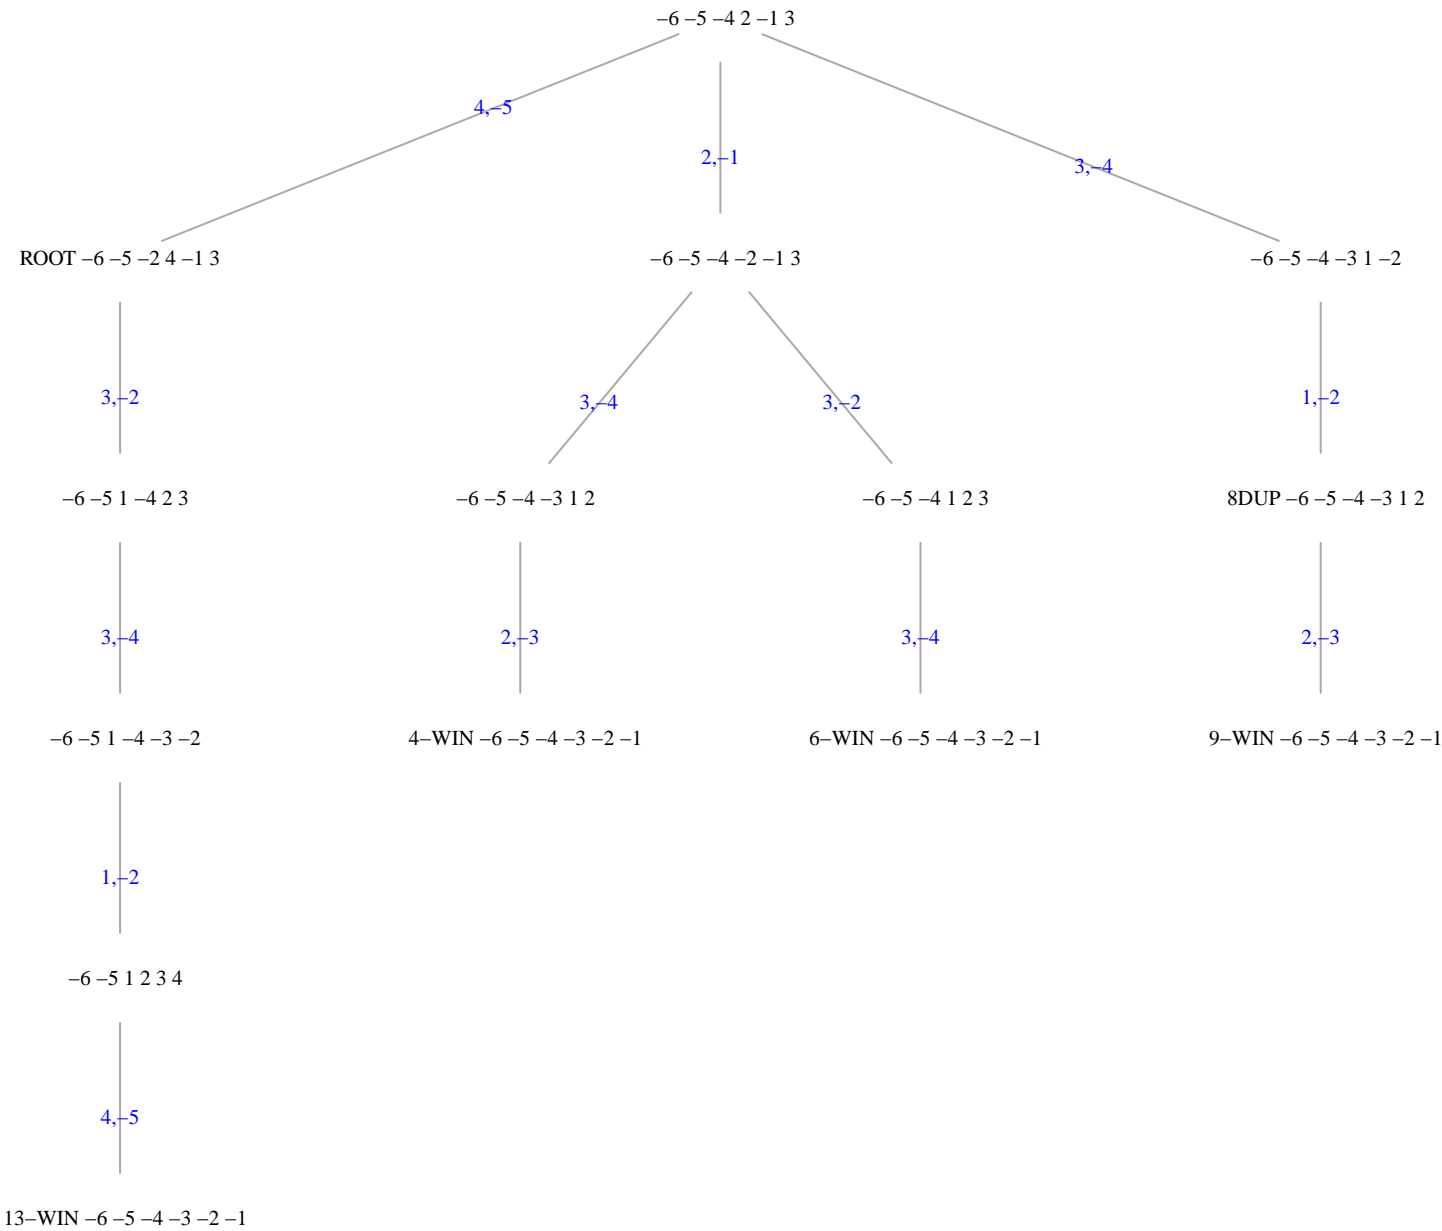 −6 −5 −4 2 −1 3
4,−5
2,−1
3,−4
ROOT −6 −5 −2 4 −1 3
−6 −5 −4 −2 −1 3
−6 −5 −4 −3 1 −2
3,−2
3,−4
3,−2
1,−2
−6 −5 1 −4 2 3
−6 −5 −4 −3 1 2
−6 −5 −4 1 2 3
8DUP −6 −5 −4 −3 1 2
3,−4
2,−3
3,−4
2,−3
−6 −5 1 −4 −3 −2
4−WIN −6 −5 −4 −3 −2 −1
6−WIN −6 −5 −4 −3 −2 −1
9−WIN −6 −5 −4 −3 −2 −1
1,−2
−6 −5 1 2 3 4
4,−5
13−WIN −6 −5 −4 −3 −2 −1